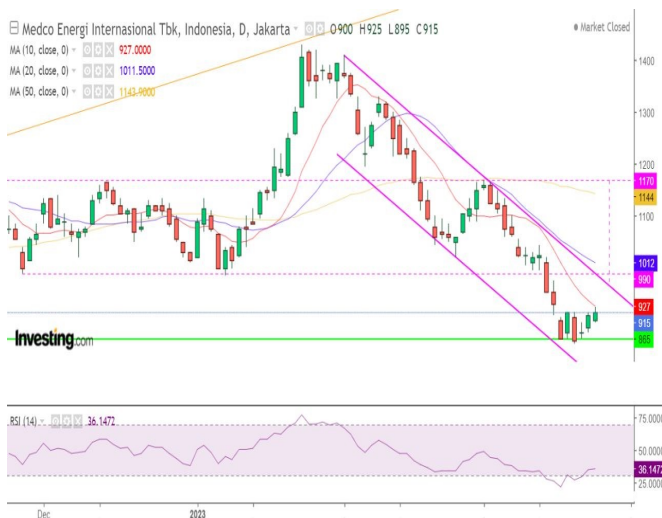 Medco Energi Internasional Tbk, Indonesia, D, Jakarta O900 H925 L895 C915
Market Closed
MA (10, close, 0) 927.0000
MA (20, close, 0) 1011.5000
MA (50, close, 0) 1143.9000
1400
1300
1200
1170
1144
1100
1012
990
927
915
865
Investing.com
RSI (14) 36.1472
75.0000
50.0000
36.1472
25.0000
Dec 2023